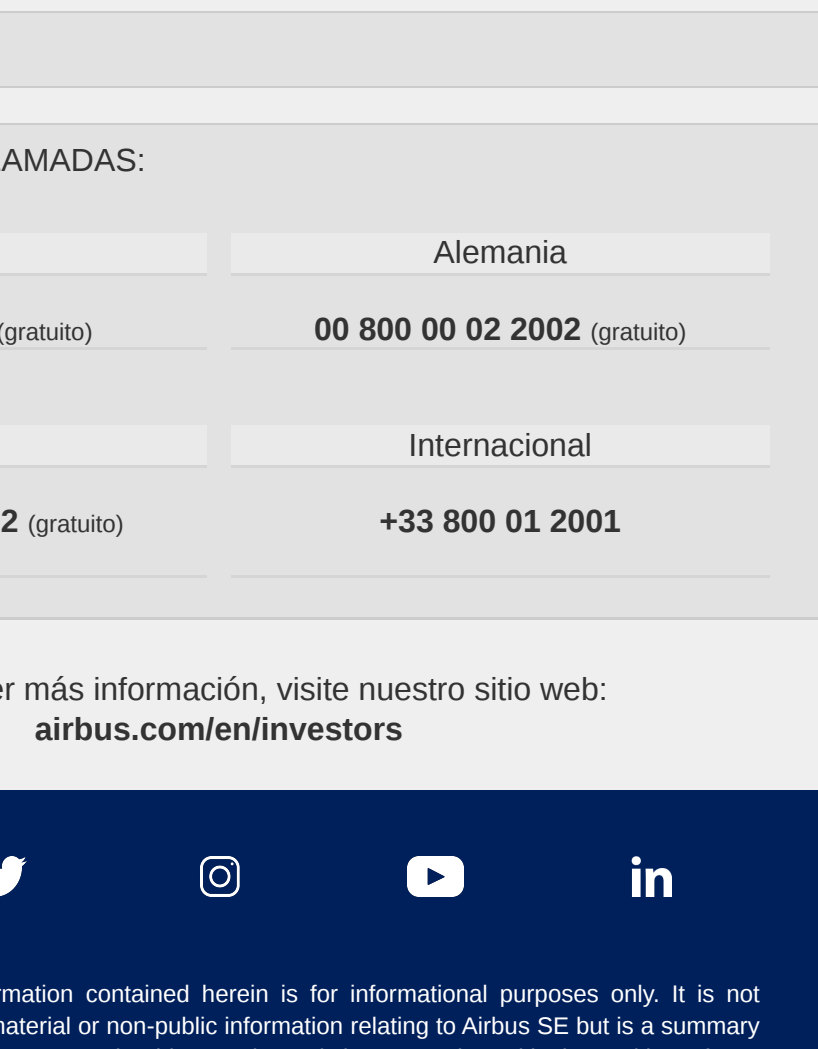 AMADAS:
Alemania
(gratuito)
00 800 00 02 2002 (gratuito)
Internacional
2 (gratuito)
+33 800 01 2001
más información, visite nuestro sitio web:
airbus.com/en/investors
in
contained herein is for informational purposes only. It is not
material or non-public information relating to Airbus SE but is a summary